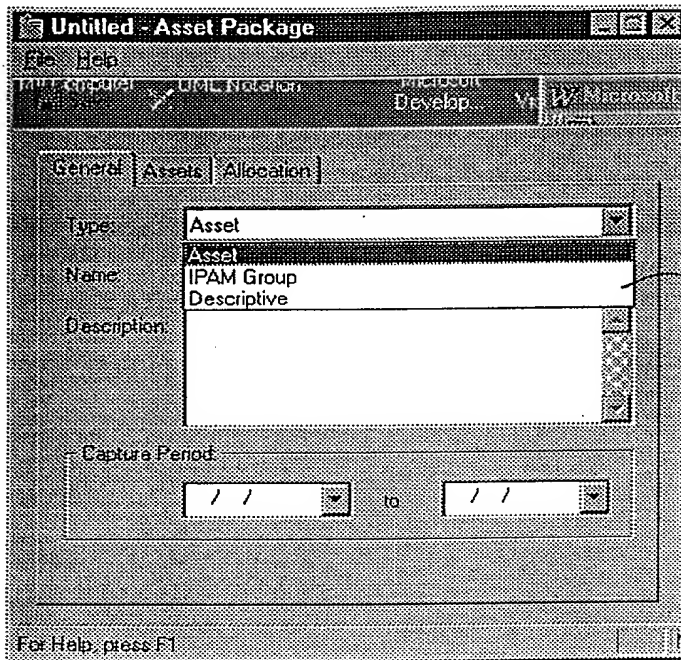 Untitled - Asset Package
File Help
UML Notation Microsoft
Develop... W Microsoft
General Assets Allocation
Type: Asset
Asset
Name: IPAM Group
Descriptive
Description:
Capture Period:
/ / to / /
For Help, press F1